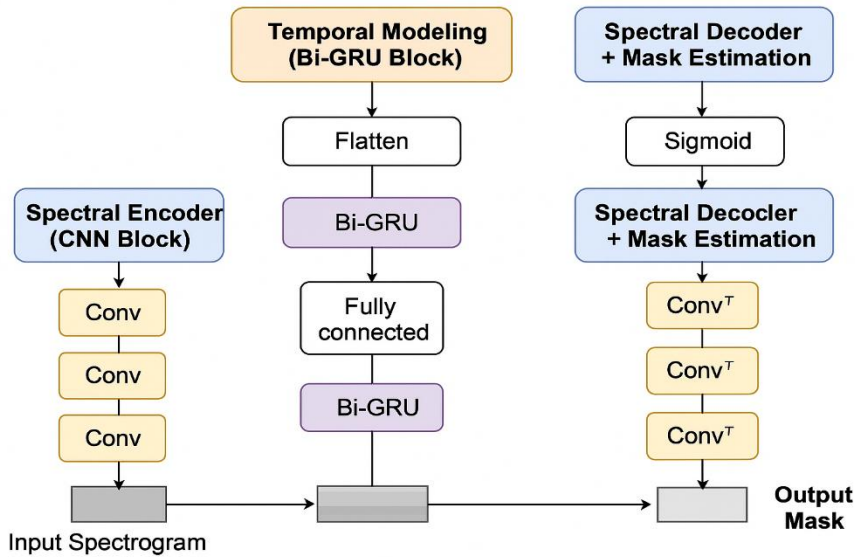 Temporal Modeling
(Bi-GRU Block)
Flatten
Bi-GRU
Fully
connected
Bi-GRU
Spectral Encoder
(CNN Block)
Conv
Conv
Conv
Input Spectrogram
Spectral Decoder
+ Mask Estimation
Sigmoid
Spectral Decocler
+ Mask Estimation
Convᵀ
Convᵀ
Convᵀ
Output
Mask